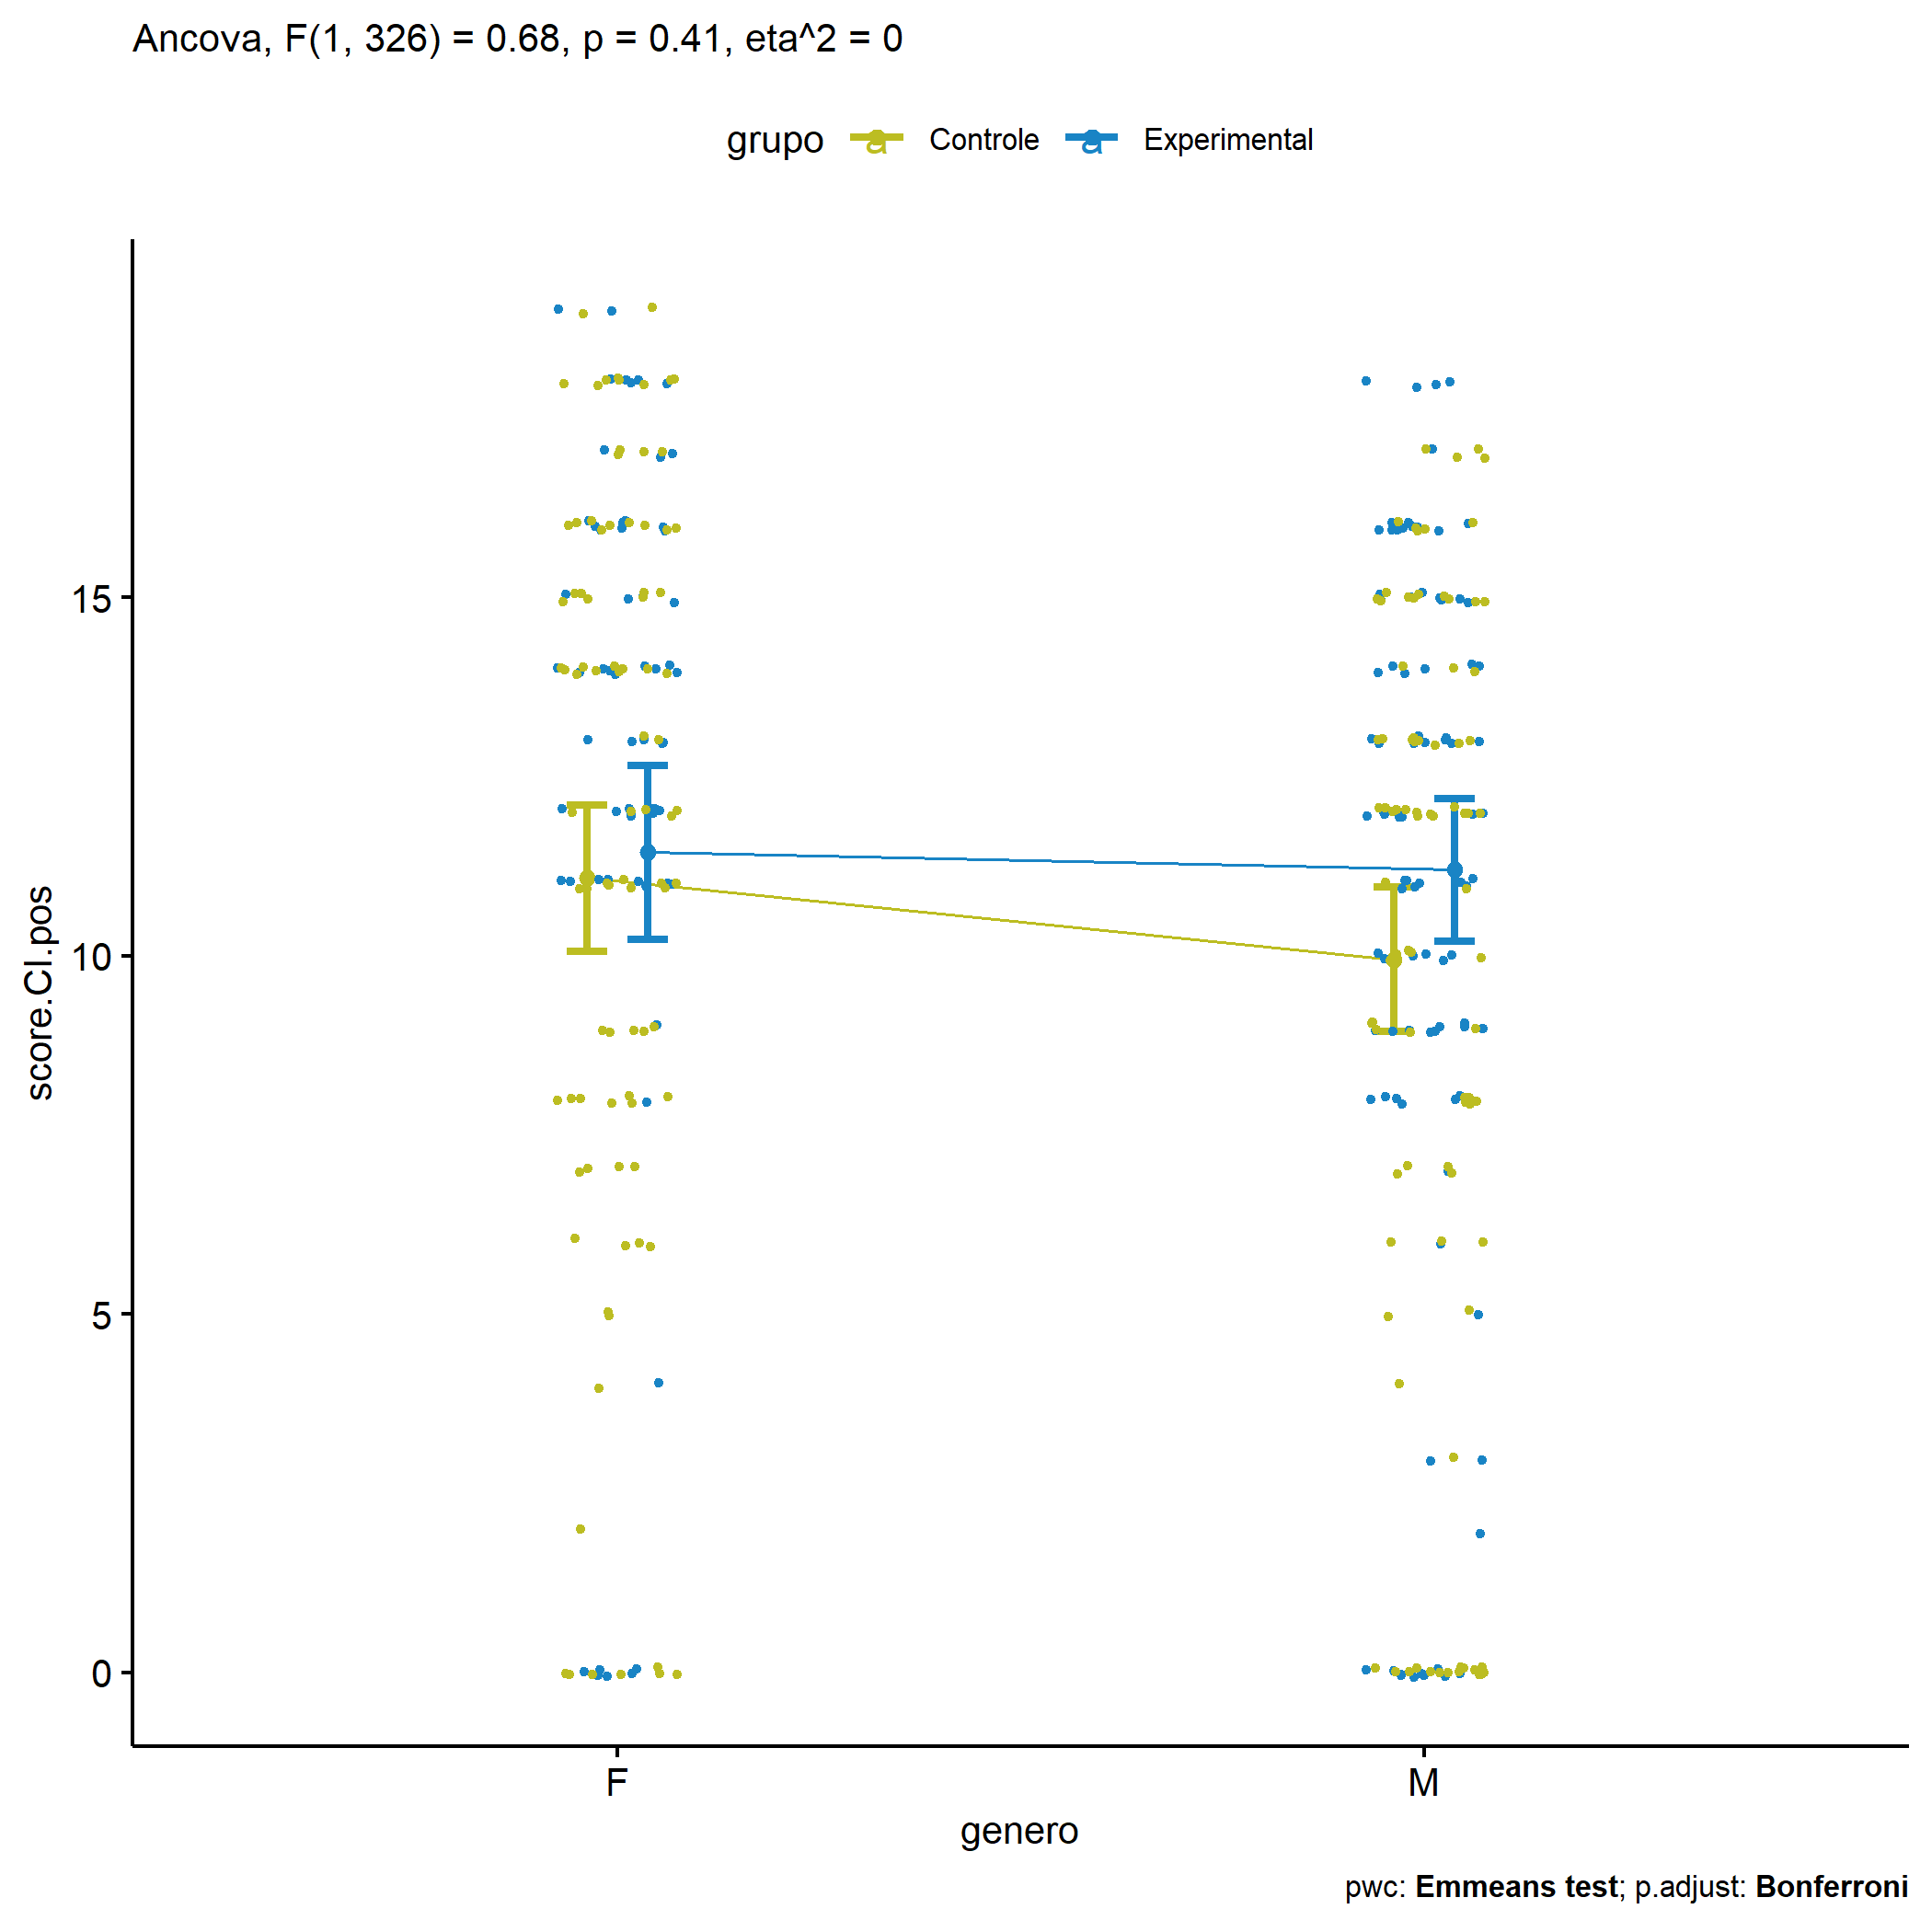 Ancova, F(1, 326) = 0.68, p = 0.41, eta^2 = 0
grupo a Controle a Experimental
15
10
5
0
score.CI.pos
F M
genero
pwc: Emmeans test; p.adjust: Bonferroni